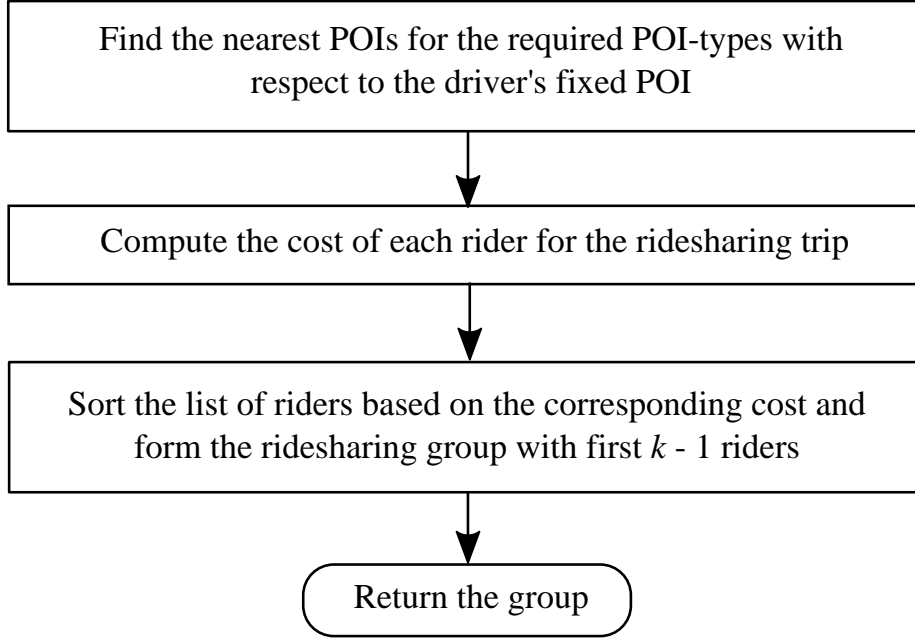 Find the nearest POIs for the required POI-types with
respect to the driver's fixed POI
Compute the cost of each rider for the ridesharing trip
Sort the list of riders based on the corresponding cost and
form the ridesharing group with first k - 1 riders
Return the group